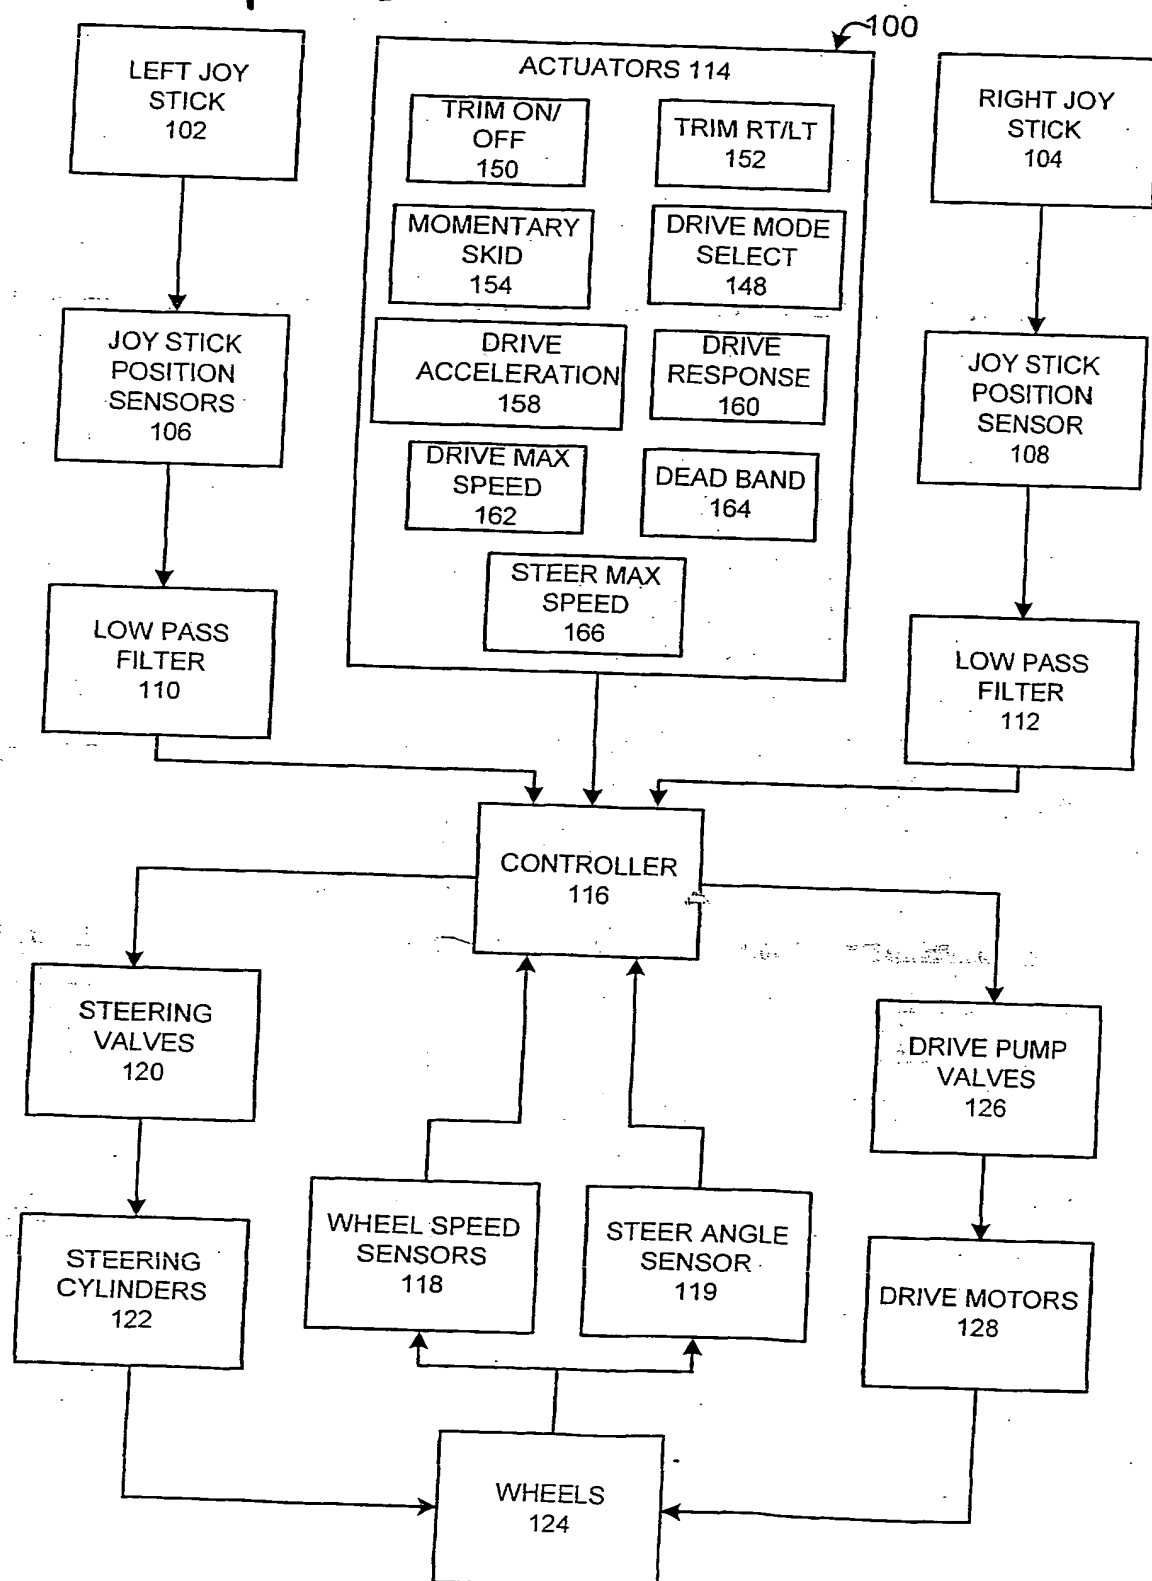 100
LEFT JOY
STICK
102
ACTUATORS 114
TRIM ON/
OFF
150
TRIM RT/LT
152
MOMENTARY
SKID
154
DRIVE MODE
SELECT
148
DRIVE
ACCELERATION
158
DRIVE
RESPONSE
160
DRIVE MAX
SPEED
162
DEAD BAND
164
STEER MAX
SPEED
166
RIGHT JOY
STICK
104
JOY STICK
POSITION
SENSORS
106
JOY STICK
POSITION
SENSOR
108
LOW PASS
FILTER
110
LOW PASS
FILTER
112
CONTROLLER
116
STEERING
VALVES
120
DRIVE PUMP
VALVES
126
STEERING
CYLINDERS
122
WHEEL SPEED
SENSORS
118
STEER ANGLE
SENSOR
119
DRIVE MOTORS
128
WHEELS
124